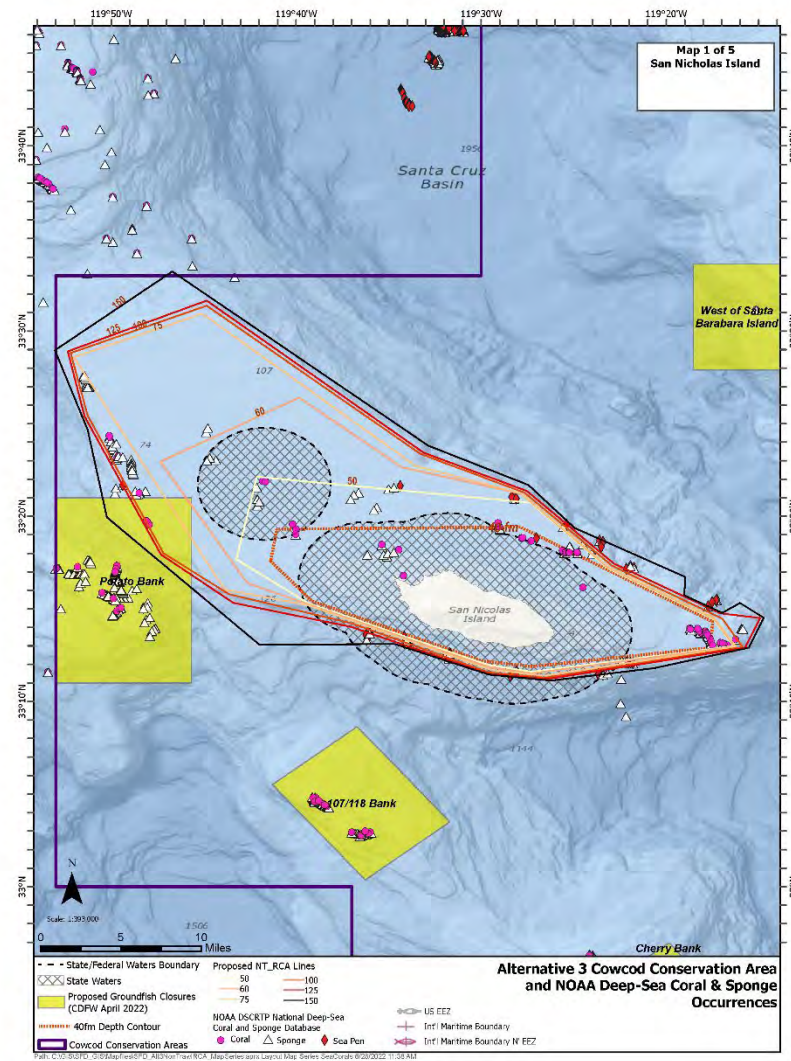 119°50'W 119°40'W 119°30'W 119°20'W
Map 1 of 5
San Nicholas Island
33°40'N
1950
Santa Cruz
Basin
33°30'N
150
125 100 75
West of Santa
Barabara Island
107
60
74
50
33°20'N
40fm
Potato Bank
126
San Nicolas
Island
33°10'N
1144
107/118 Bank
33°N
N
Scale: 1:393,000
1566
0 5 10
Miles
Cherry Bank
State/Federal Waters Boundary
State Waters
Proposed Groundfish Closures
(CDFW April 2022)
40fm Depth Contour
Cowcod Conservation Areas
Proposed NT_RCA Lines
50 100
60 125
75 150
NOAA DSCRTP National Deep-Sea
Coral and Sponge Database
Coral Sponge Sea Pen
US EEZ
Int'l Maritime Boundary
Int'l Maritime Boundary N' EEZ
Alternative 3 Cowcod Conservation Area
and NOAA Deep-Sea Coral & Sponge
Occurrences